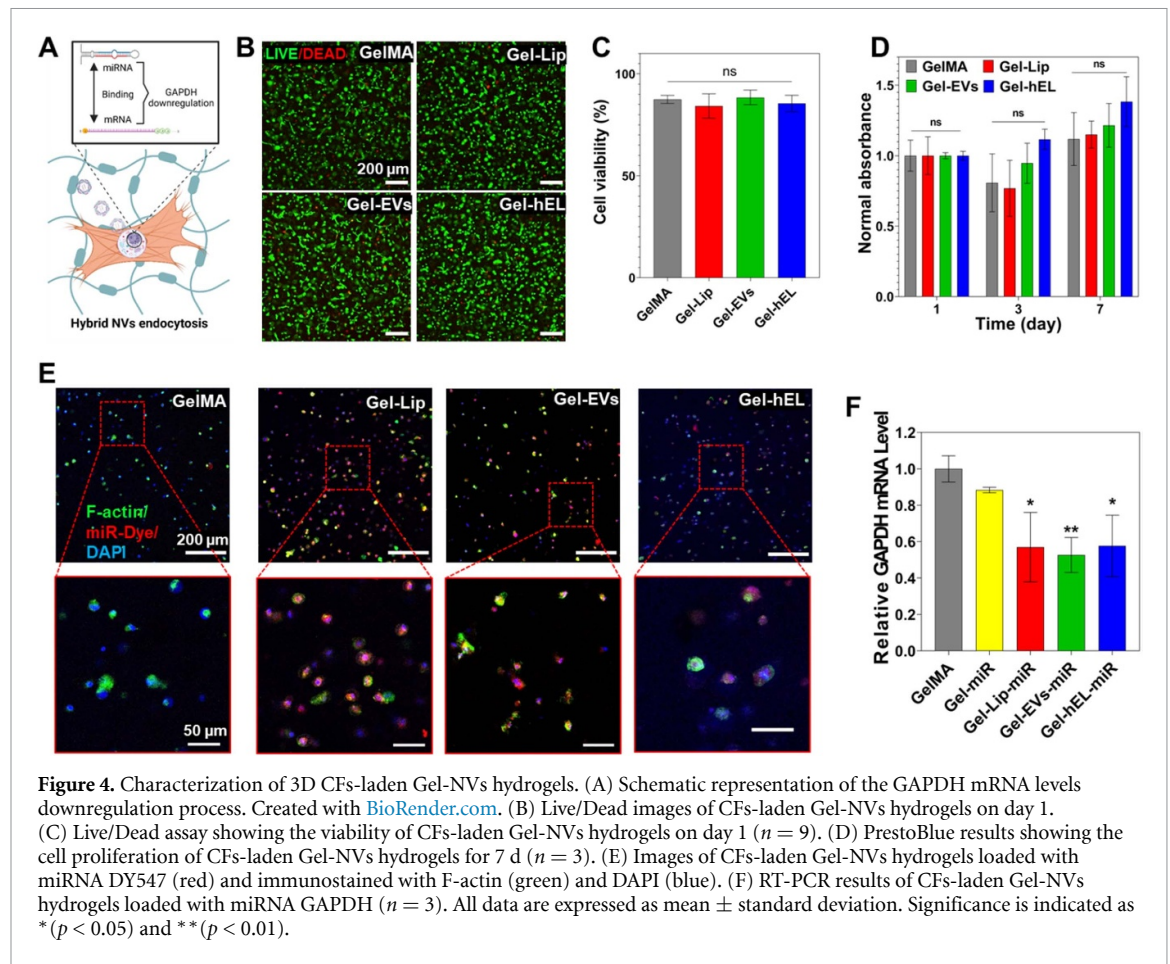 A
miRNA
Binding
mRNA
GAPDH
downregulation
Hybrid NVs endocytosis
B
LIVE/DEAD
GelMA
Gel-Lip
200 µm
Gel-EVs
Gel-hEL
C
Cell viability (%)
100
50
0
ns
GelMA
Gel-Lip
Gel-EVs
Gel-hEL
D
GelMA
Gel-Lip
Gel-EVs
Gel-hEL
ns
ns
ns
Normal absorbance
1.5
1.0
0.5
0.0
1
3
7
Time (day)
E
GelMA
Gel-Lip
Gel-EVs
Gel-hEL
F-actin/
miR-Dye/
DAPI
200 µm
50 µm
F
Relative GAPDH mRNA Level
1.2
1.0
0.8
0.6
0.4
0.2
0.0
*
**
*
GelMA
Gel-miR
Gel-Lip-miR
Gel-EVs-miR
Gel-hEL-miR
Figure 4. Characterization of 3D CFs-laden Gel-NVs hydrogels. (A) Schematic representation of the GAPDH mRNA levels
downregulation process. Created with BioRender.com. (B) Live/Dead images of CFs-laden Gel-NVs hydrogels on day 1.
(C) Live/Dead assay showing the viability of CFs-laden Gel-NVs hydrogels on day 1 (n = 9). (D) PrestoBlue results showing the
cell proliferation of CFs-laden Gel-NVs hydrogels for 7 d (n = 3). (E) Images of CFs-laden Gel-NVs hydrogels loaded with
miRNA DY547 (red) and immunostained with F-actin (green) and DAPI (blue). (F) RT-PCR results of CFs-laden Gel-NVs
hydrogels loaded with miRNA GAPDH (n = 3). All data are expressed as mean ± standard deviation. Significance is indicated as
*(p < 0.05) and **(p < 0.01).